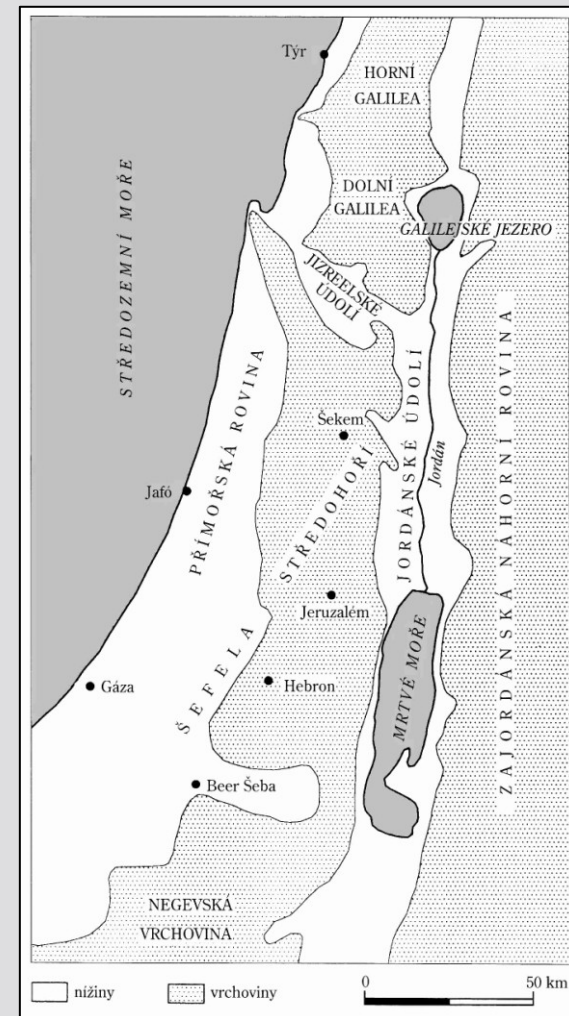 Týr
HORNÍ
GALILEA
DOLNÍ
GALILEA
GALILEJSKÉ JEZERO
STŘEDOZEMNÍ MOŘE
JIZREELSKÉ
ÚDOLÍ
PŘÍMOŘSKÁ ROVINA
Šekem
STŘEDOHOŘÍ
JORDÁNSKÉ ÚDOLÍ
Jordán
ZAJORDÁNSKÁ NÁHORNÍ ROVINA
Jafó
Jeruzalém
ŠEFELA
Gáza
Hebron
MRTVÉ MOŘE
Beer Šeba
NEGEVSKÁ
VRCHOVINA
nížiny
vrchoviny
0
50 km